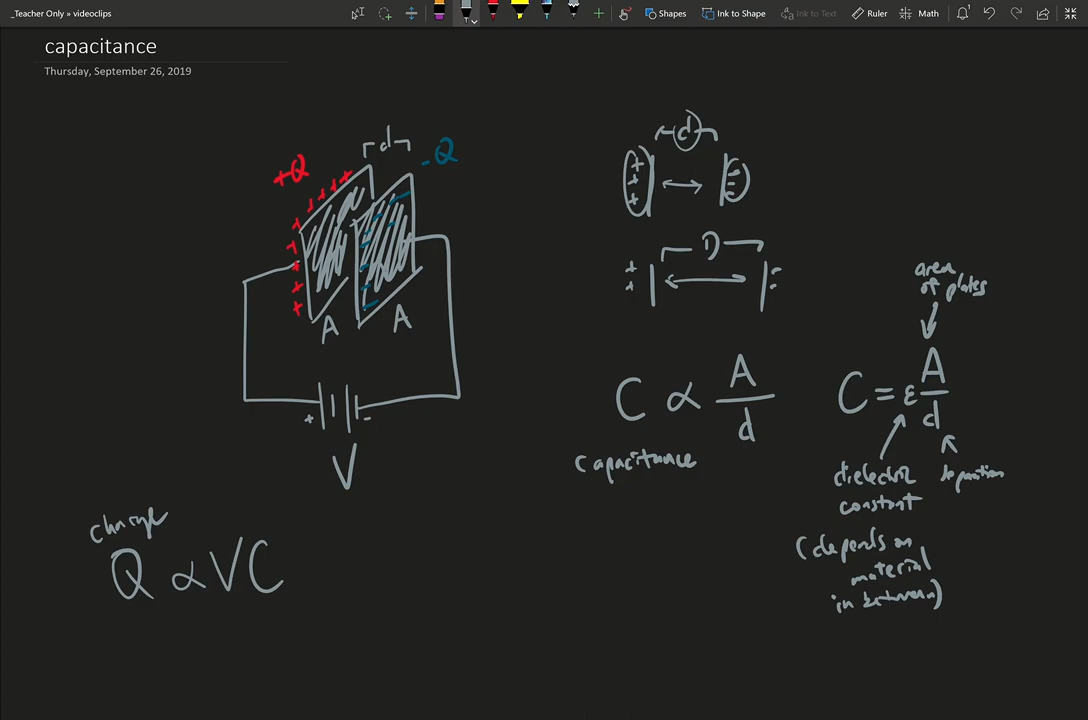 _Teacher Only » videoclips
Shapes
Ink to Shape
Ink to Text
Ruler
Math
1
capacitance
Thursday, September 26, 2019
d
+Q
-Q
+ + + + + + + + + +
A
A
+
-
V
charge
Q ∝ VC
d
+
+
+
-
-
-
D
+
+
-
-
C ∝ A/d
capacitance
area
of plates
C = ε A/d
dielectric
constant
separation
(depends on
material
in between)